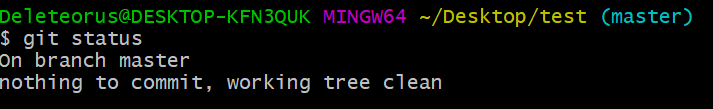 Deleteorus@DESKTOP-KFN3QUK MINGW64 ~/Desktop/test (master)
$ git status
On branch master
nothing to commit, working tree clean